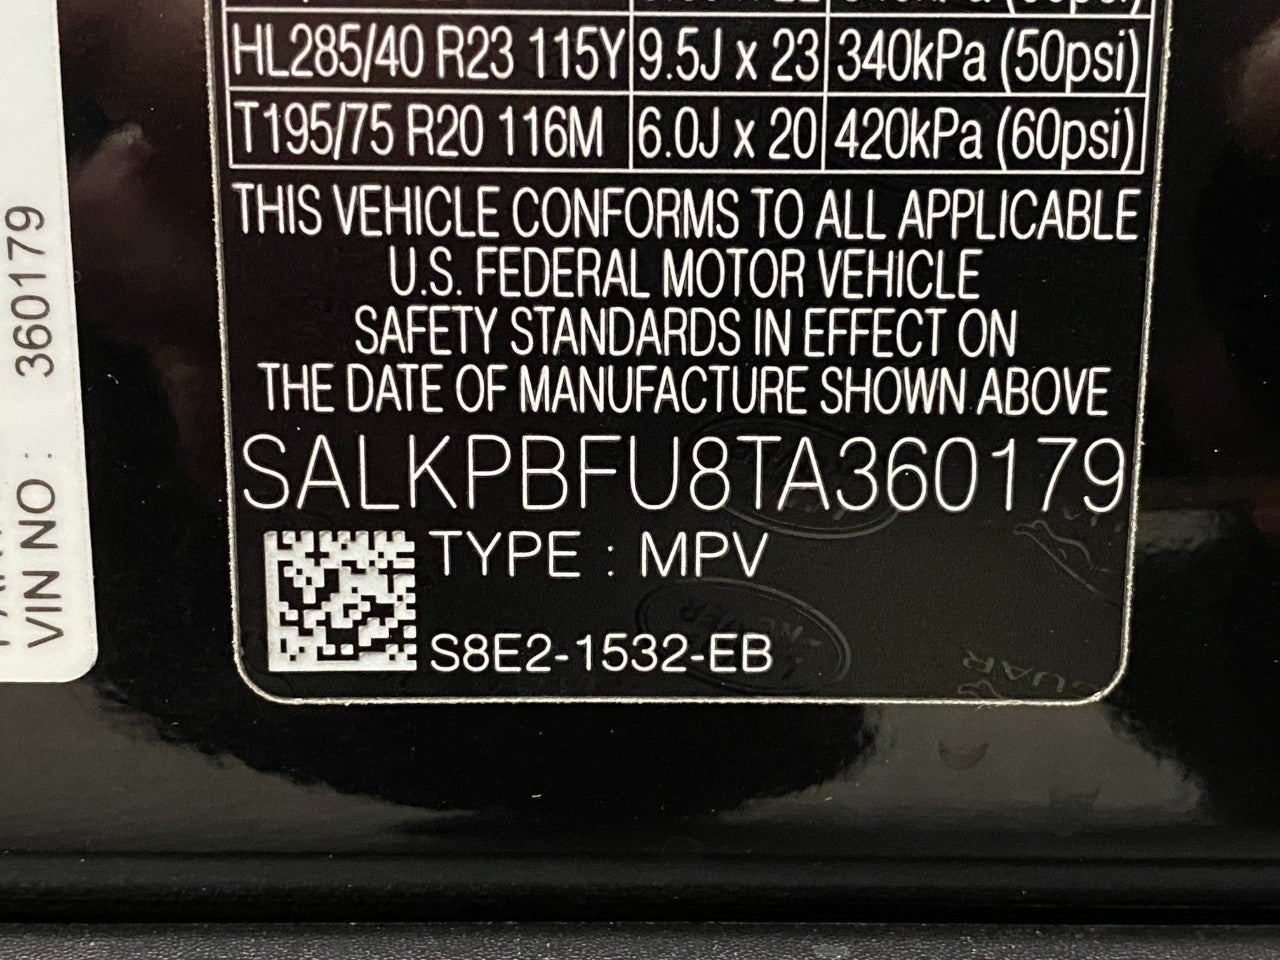 HL285/40 R23 115Y 9.5J x 23 340kPa (50psi)
T195/75 R20 116M 6.0J x 20 420kPa (60psi)
THIS VEHICLE CONFORMS TO ALL APPLICABLE
U.S. FEDERAL MOTOR VEHICLE
SAFETY STANDARDS IN EFFECT ON
THE DATE OF MANUFACTURE SHOWN ABOVE
SALKPBFU8TA360179
TYPE : MPV
S8E2-1532-EB
VIN NO : 360179